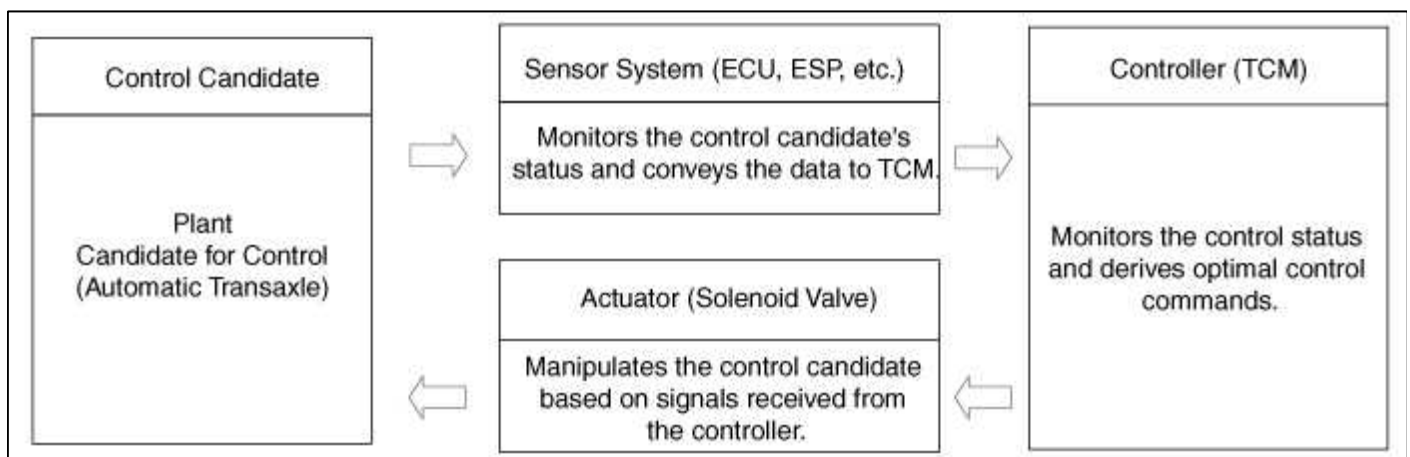 Control Candidate
Plant
Candidate for Control
(Automatic Transaxle)
Sensor System (ECU, ESP, etc.)
Monitors the control candidate's
status and conveys the data to TCM.
Controller (TCM)
Monitors the control status
and derives optimal control
commands.
Actuator (Solenoid Valve)
Manipulates the control candidate
based on signals received from
the controller.